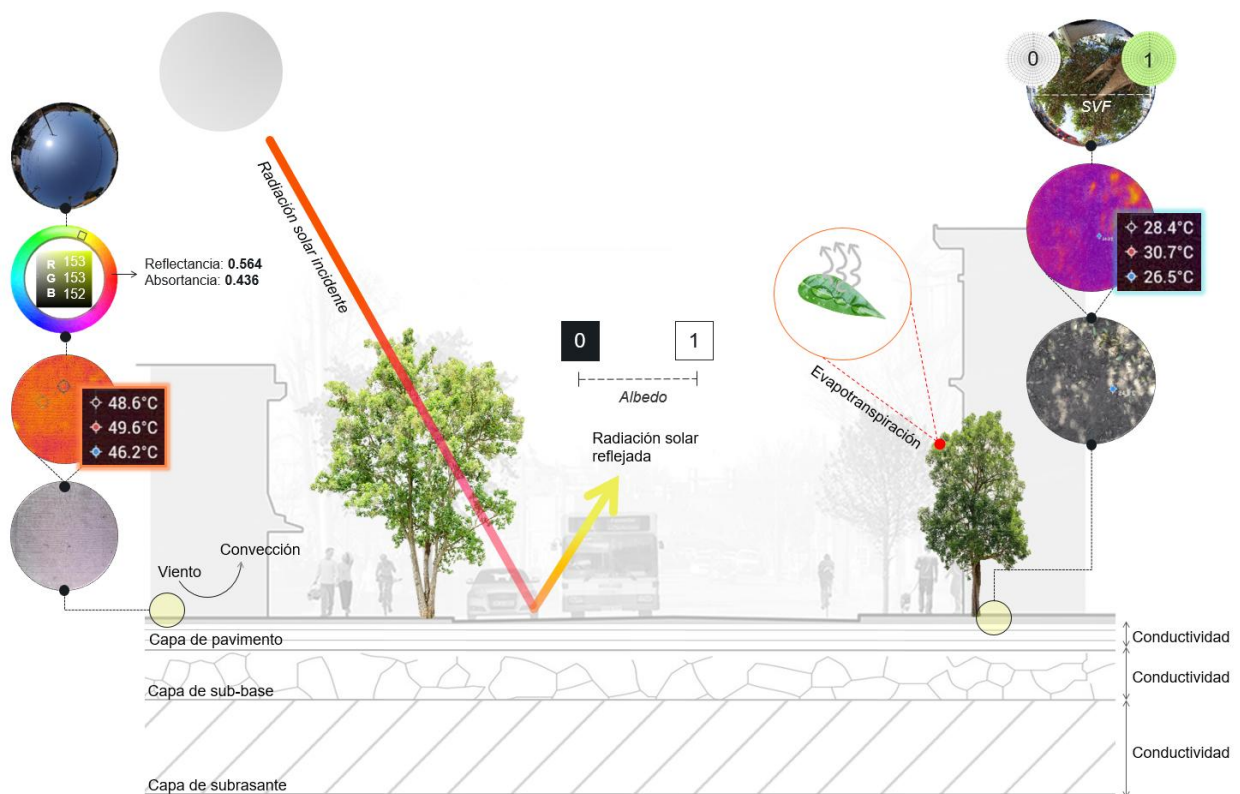 0
1
SVF
28.4°C
30.7°C
26.5°C
R 153
G 153
B 152
Reflectancia: 0.564
Absortancia: 0.436
Radiación solar incidente
48.6°C
49.6°C
46.2°C
0
1
Albedo
Radiación solar
reflejada
Evapotranspiración
Convección
Viento
Capa de pavimento
Conductividad
Capa de sub-base
Conductividad
Capa de subrasante
Conductividad